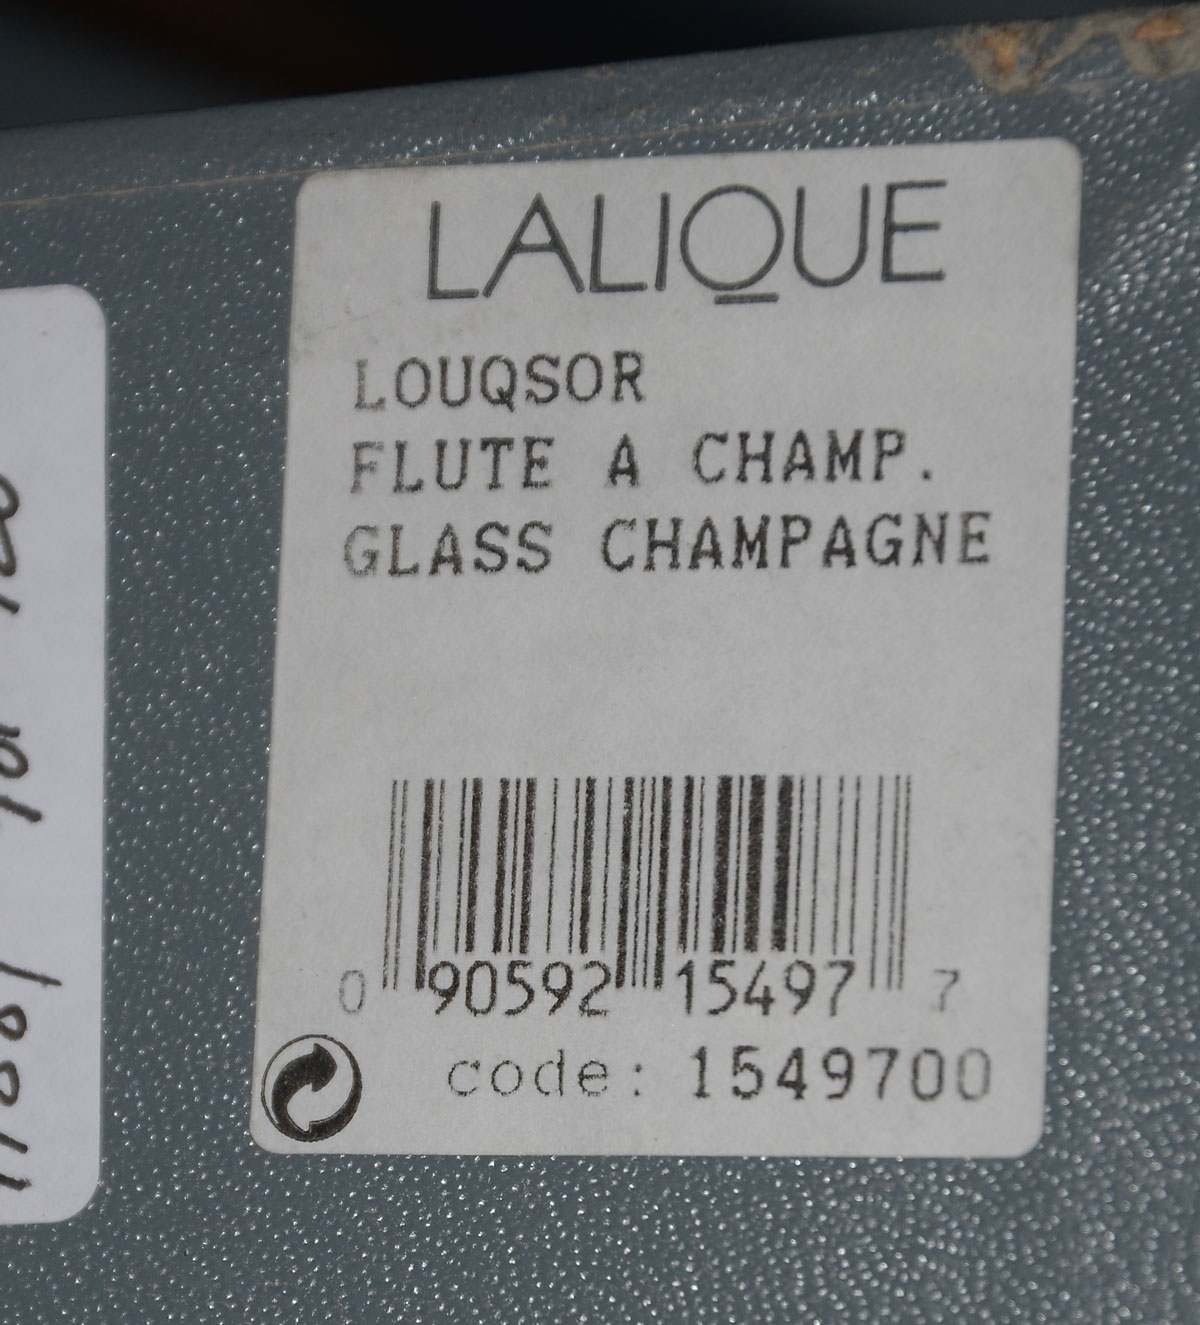 LALIQUE
LOUQSOR
FLUTE A CHAMP.
GLASS CHAMPAGNE
0 90592 15497 7
code: 1549700